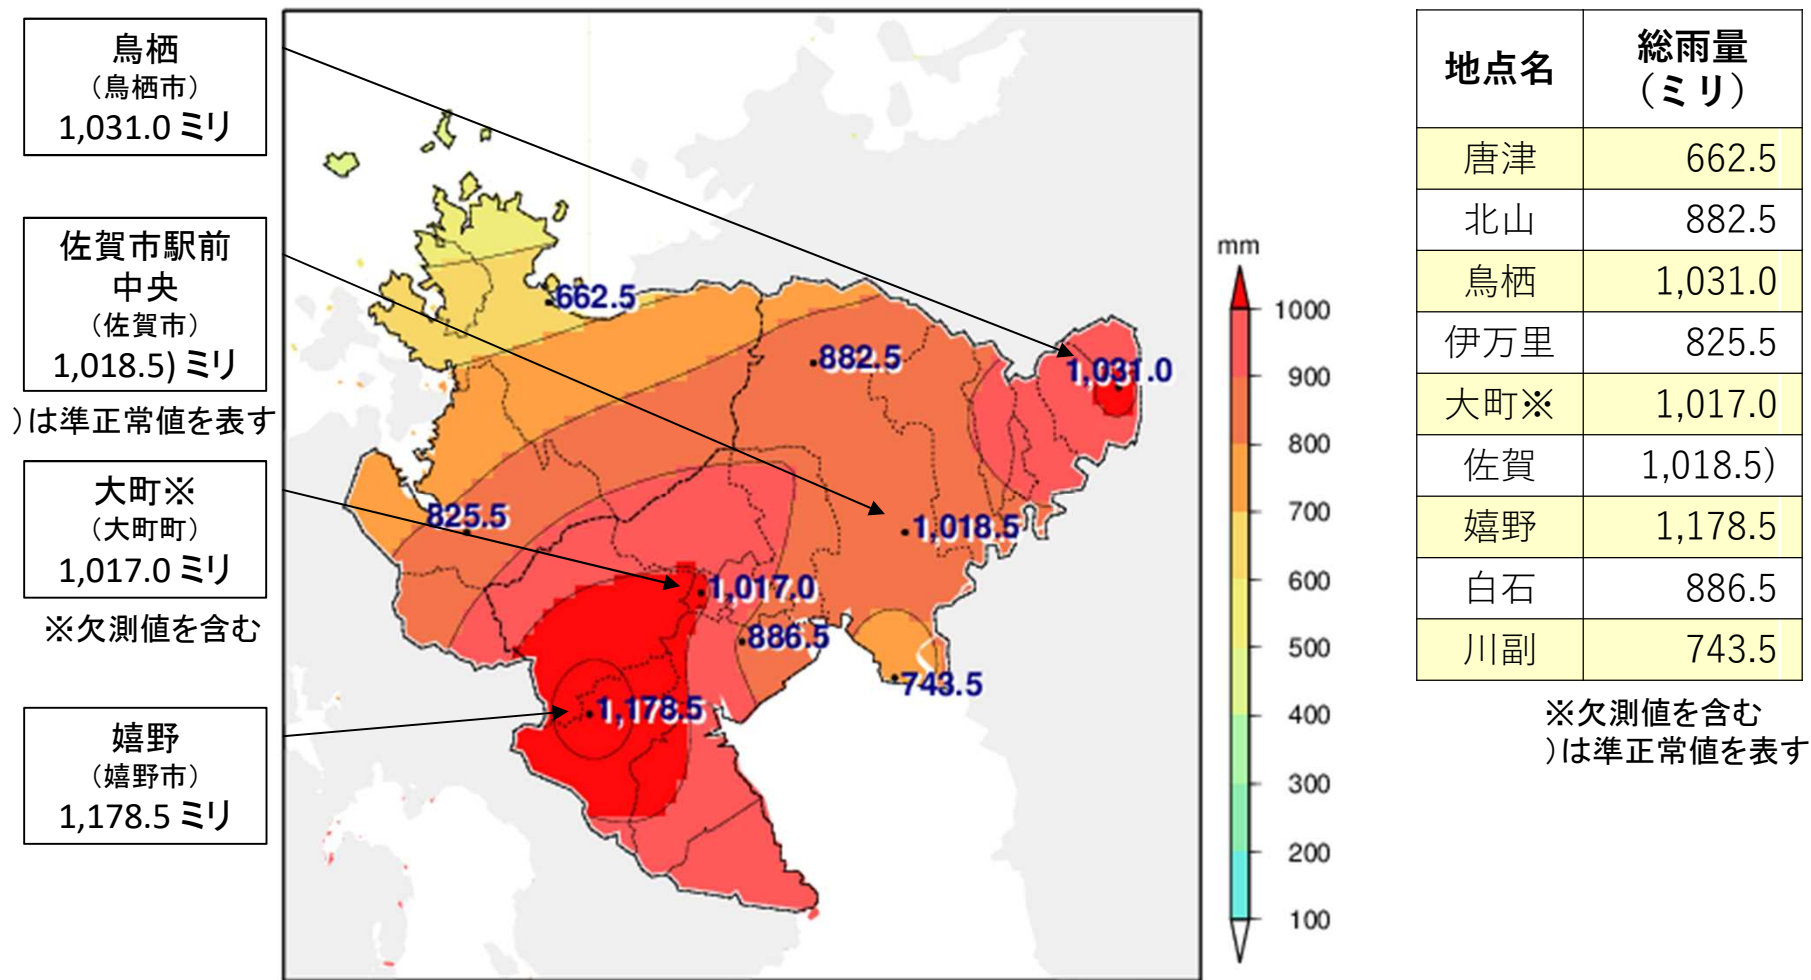 鳥栖
（鳥栖市）
1,031.0 ミリ
佐賀市駅前
中央
（佐賀市）
1,018.5) ミリ
)は準正常値を表す
大町※
（大町町）
1,017.0 ミリ
※欠測値を含む
嬉野
（嬉野市）
1,178.5 ミリ
662.5
882.5
1,031.0
825.5
1,018.5
1,017.0
886.5
743.5
1,178.5
mm
1000
900
800
700
600
500
400
300
200
100
地点名 総雨量
（ミリ）
唐津 662.5
北山 882.5
鳥栖 1,031.0
伊万里 825.5
大町※ 1,017.0
佐賀 1,018.5)
嬉野 1,178.5
白石 886.5
川副 743.5
※欠測値を含む
)は準正常値を表す